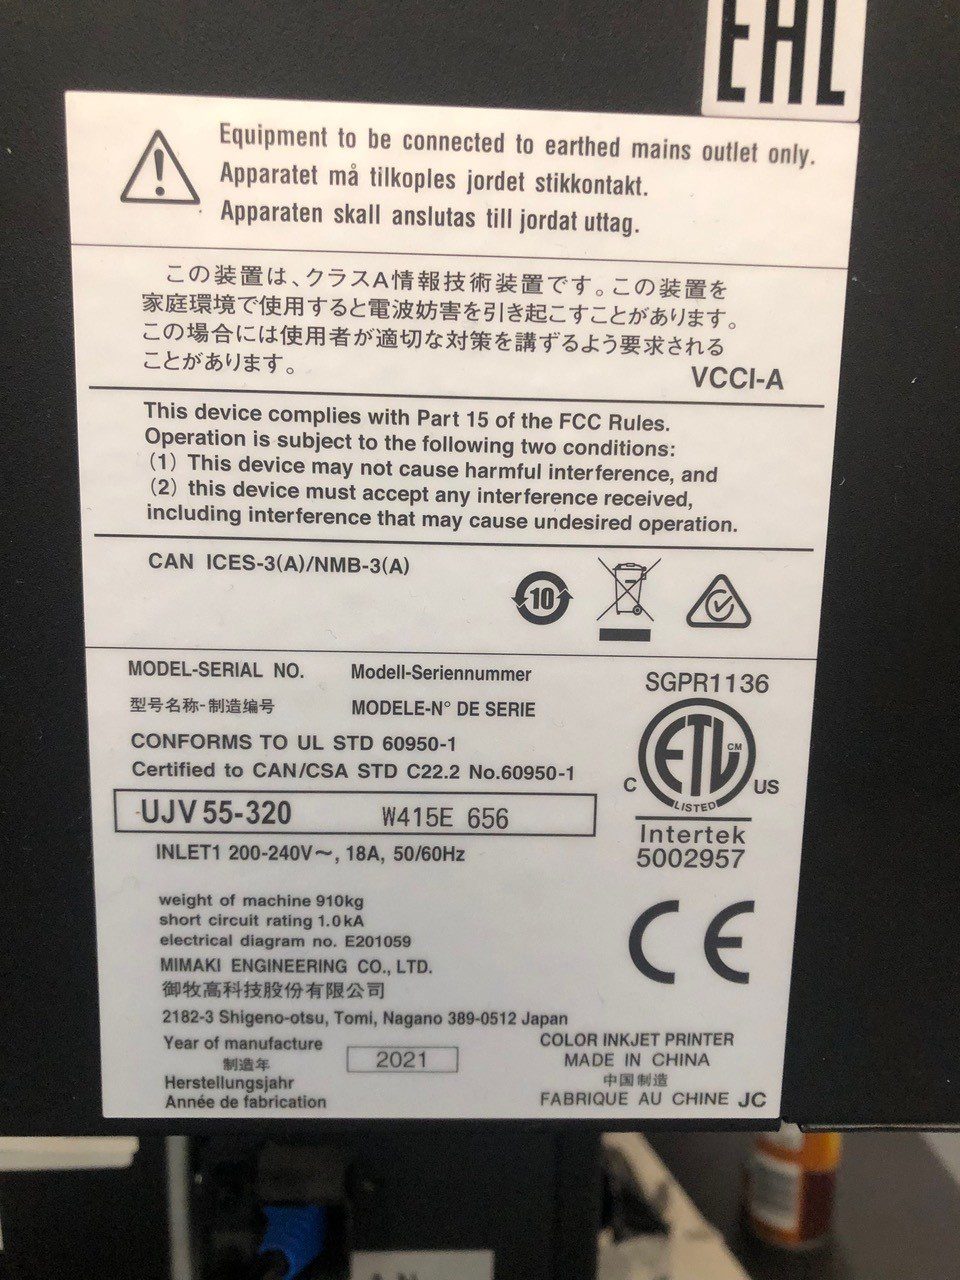 EAC
Equipment to be connected to earthed mains outlet only.
Apparatet må tilkoples jordet stikkontakt.
Apparaten skall anslutas till jordat uttag.
この装置は、クラスA情報技術装置です。この装置を
家庭環境で使用すると電波妨害を引き起こすことがあります。
この場合には使用者が適切な対策を講ずるよう要求される
ことがあります。
VCCI-A
This device complies with Part 15 of the FCC Rules.
Operation is subject to the following two conditions:
(1) This device may not cause harmful interference, and
(2) this device must accept any interference received,
including interference that may cause undesired operation.
CAN ICES-3(A)/NMB-3(A)
10
MODEL-SERIAL NO. Modell-Seriennummer
型号名称-制造编号 MODELE-N° DE SERIE
CONFORMS TO UL STD 60950-1
Certified to CAN/CSA STD C22.2 No.60950-1
SGPR1136
ETL CM
C US
LISTED
Intertek
5002957
UJV55-320 W415E 656
INLET1 200-240V～, 18A, 50/60Hz
weight of machine 910kg
short circuit rating 1.0kA
electrical diagram no. E201059
CE
MIMAKI ENGINEERING CO., LTD.
御牧高科技股份有限公司
2182-3 Shigeno-otsu, Tomi, Nagano 389-0512 Japan
Year of manufacture
制造年
Herstellungsjahr
Année de fabrication
2021
COLOR INKJET PRINTER
MADE IN CHINA
中国制造
FABRIQUE AU CHINE JC